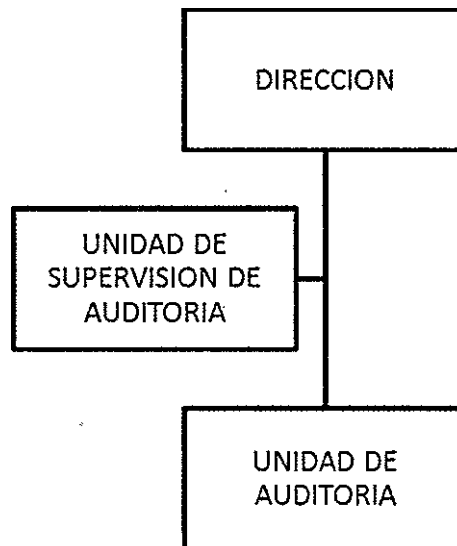 DIRECCION
UNIDAD DE
SUPERVISION DE
AUDITORIA
UNIDAD DE
AUDITORIA